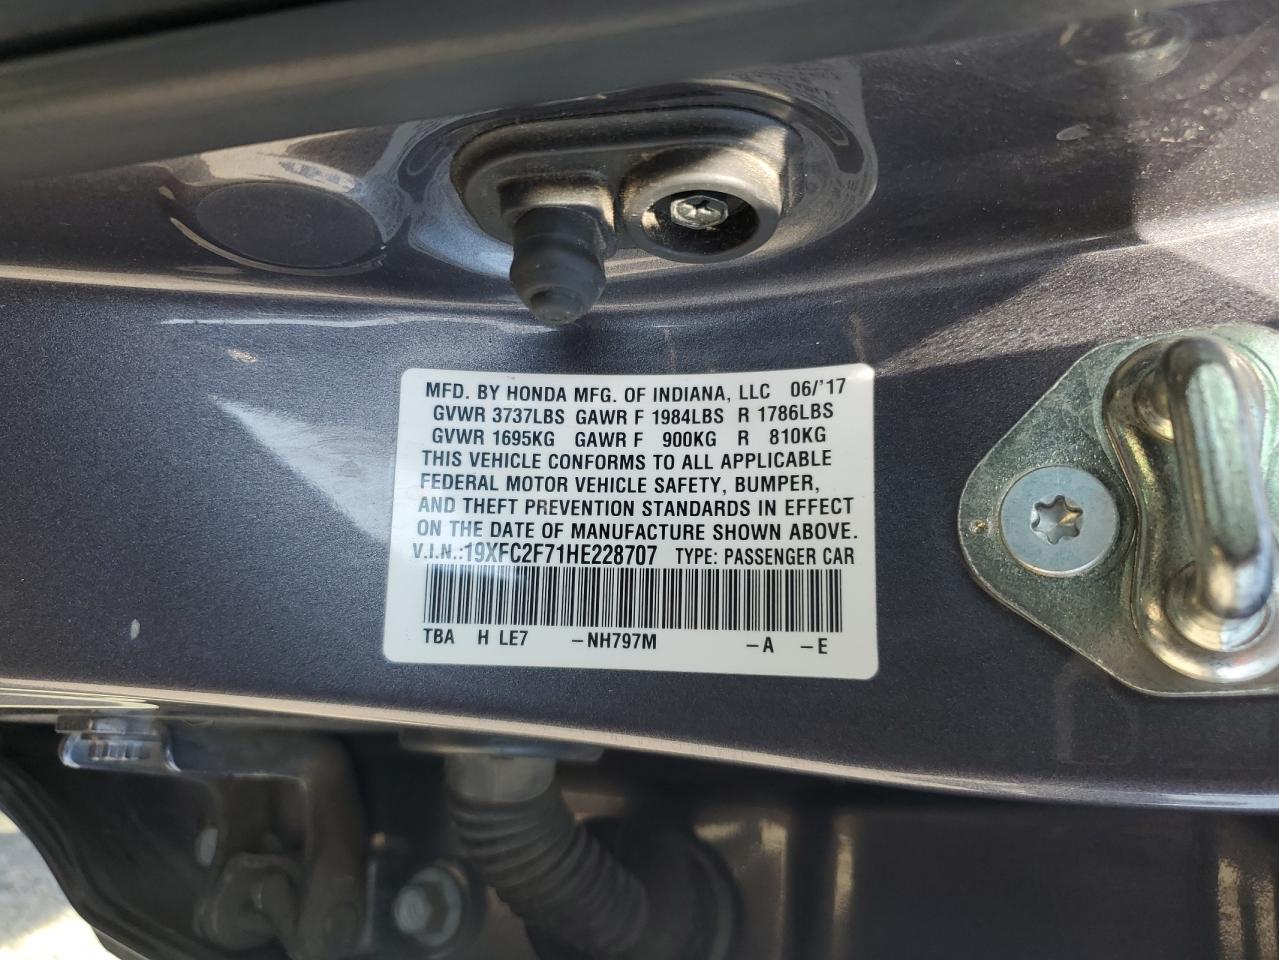 MFD. BY HONDA MFG. OF INDIANA, LLC 06/'17
GVWR 3737LBS GAWR F 1984LBS R 1786LBS
GVWR 1695KG GAWR F 900KG R 810KG
THIS VEHICLE CONFORMS TO ALL APPLICABLE
FEDERAL MOTOR VEHICLE SAFETY, BUMPER,
AND THEFT PREVENTION STANDARDS IN EFFECT
ON THE DATE OF MANUFACTURE SHOWN ABOVE.
V.I.N.:19XFC2F71HE228707 TYPE: PASSENGER CAR
TBA H LE7 –NH797M –A –E